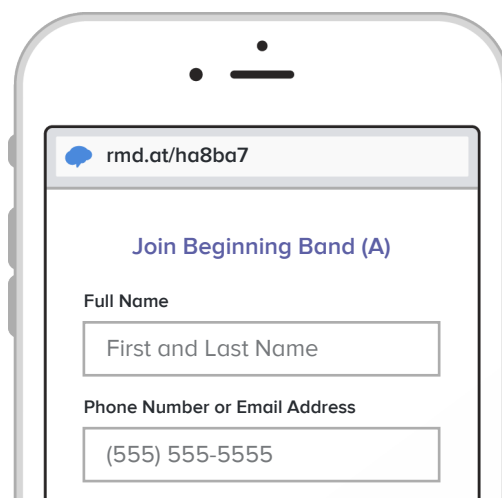 rmd.at/ha8ba7
Join Beginning Band (A)
Full Name
First and Last Name
Phone Number or Email Address
(555) 555-5555